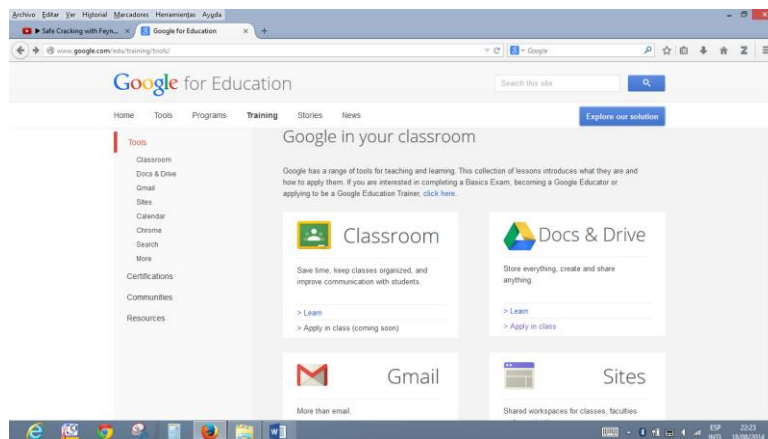 Archivo Editar Ver Historial Marcadores Herramientas Ayuda
Safe Cracking with Feyn...
Google for Education
www.google.com/edu/training/tools/
Google
Google for Education
Search this site
Home Tools Programs Training Stories News
Explore our solution
Tools
Classroom
Docs & Drive
Gmail
Sites
Calendar
Chrome
Search
More
Certifications
Communities
Resources
Google in your classroom
Google has a range of tools for teaching and learning. This collection of lessons introduces what they are and
how to apply them. If you are interested in completing a Basics Exam, becoming a Google Educator or
applying to be a Google Education Trainer, click here.
Classroom
Save time, keep classes organized, and
improve communication with students.
> Learn
> Apply in class (coming soon)
Docs & Drive
Store everything, create and share
anything.
> Learn
> Apply in class
Gmail
More than email.
Sites
Shared workspaces for classes, faculties
ESP
INTL
22:23
18/08/2014